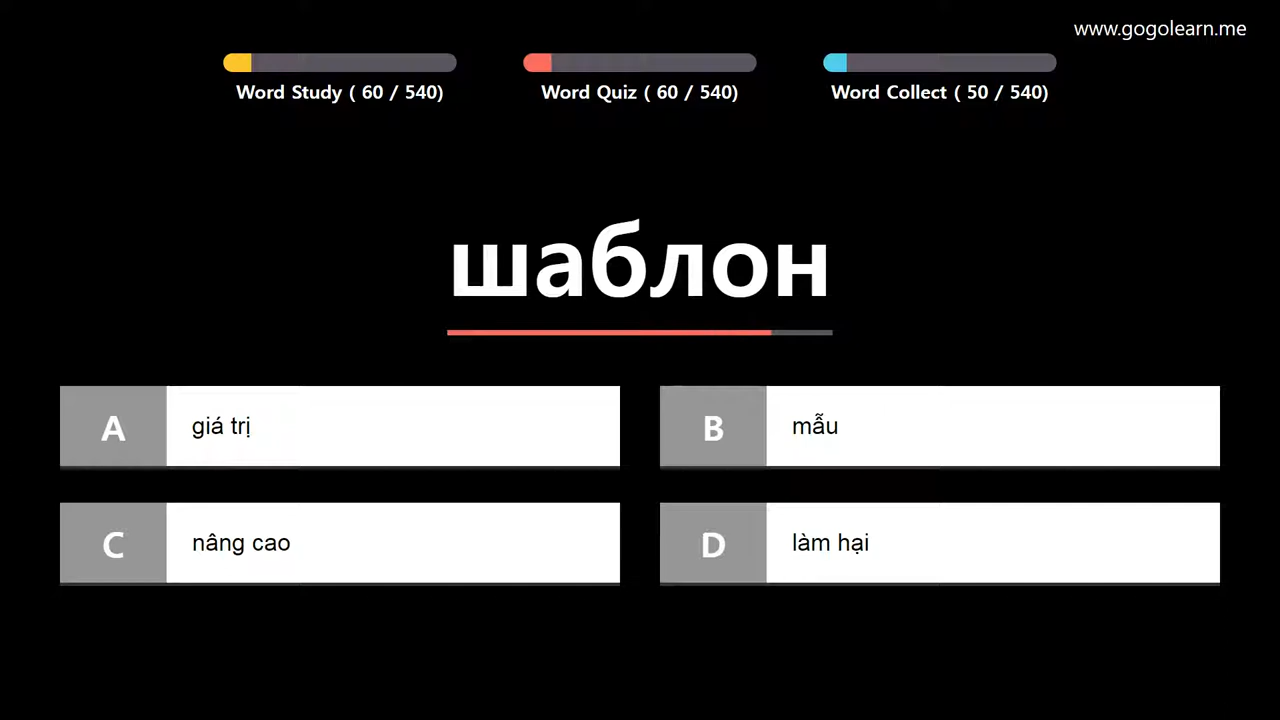 www.gogolearn.me
Word Study ( 60 / 540)
Word Quiz ( 60 / 540)
Word Collect ( 50 / 540)
шаблон
A giá trị
B mẫu
C nâng cao
D làm hại